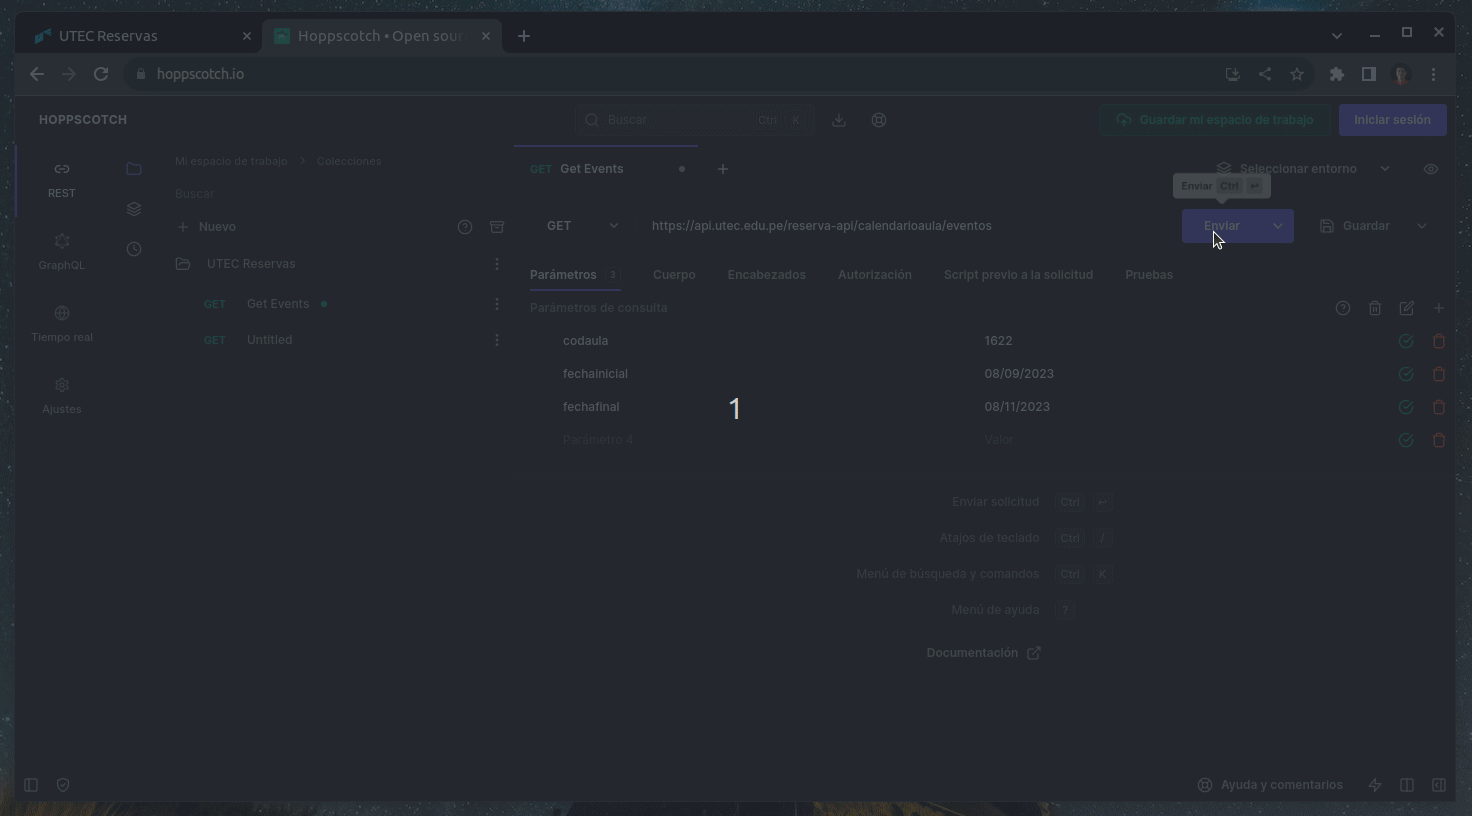 UTEC Reservas
Hoppscotch • Open sour
hoppscotch.io
HOPPSCOTCH
Buscar
Ctrl
K
Guardar mi espacio de trabajo
Iniciar sesión
REST
GraphQL
Tiempo real
Ajustes
Mi espacio de trabajo
Colecciones
Buscar
Nuevo
UTEC Reservas
GET Get Events
GET Untitled
GET Get Events
Seleccionar entorno
Enviar Ctrl ↩
GET
https://api.utec.edu.pe/reserva-api/calendarioaula/eventos
Enviar
Guardar
Parámetros 3
Cuerpo
Encabezados
Autorización
Script previo a la solicitud
Pruebas
Parámetros de consulta
codaula 1622
fechainicial 08/09/2023
fechafinal 08/11/2023
1
Parámetro 4 Valor
Enviar solicitud Ctrl ↩
Atajos de teclado Ctrl /
Menú de búsqueda y comandos Ctrl K
Menú de ayuda ?
Documentación
Ayuda y comentarios